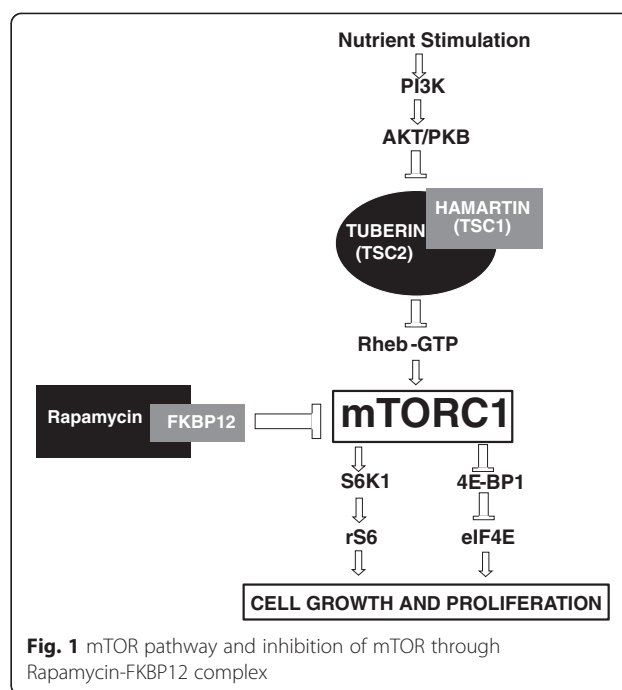 Nutrient Stimulation
PI3K
AKT/PKB
HAMARTIN
(TSC1)
TUBERIN
(TSC2)
Rheb-GTP
Rapamycin
FKBP12
mTORC1
S6K1
4E-BP1
rS6
eIF4E
CELL GROWTH AND PROLIFERATION
Fig. 1 mTOR pathway and inhibition of mTOR through
Rapamycin-FKBP12 complex